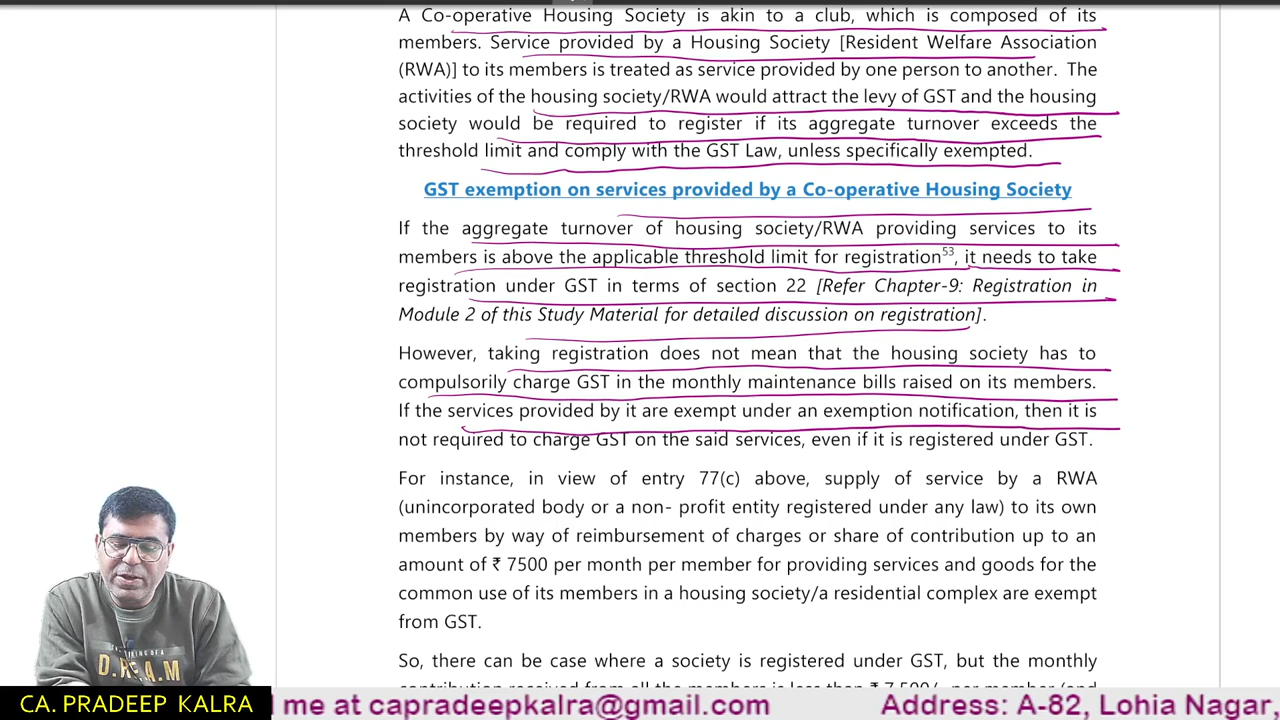 A Co-operative Housing Society is akin to a club, which is composed of its
members. Service provided by a Housing Society [Resident Welfare Association
(RWA)] to its members is treated as service provided by one person to another. The
activities of the housing society/RWA would attract the levy of GST and the housing
society would be required to register if its aggregate turnover exceeds the
threshold limit and comply with the GST Law, unless specifically exempted.
GST exemption on services provided by a Co-operative Housing Society
If the aggregate turnover of housing society/RWA providing services to its
members is above the applicable threshold limit for registration53, it needs to take
registration under GST in terms of section 22 [Refer Chapter-9: Registration in
Module 2 of this Study Material for detailed discussion on registration].
However, taking registration does not mean that the housing society has to
compulsorily charge GST in the monthly maintenance bills raised on its members.
If the services provided by it are exempt under an exemption notification, then it is
not required to charge GST on the said services, even if it is registered under GST.
For instance, in view of entry 77(c) above, supply of service by a RWA
(unincorporated body or a non- profit entity registered under any law) to its own
members by way of reimbursement of charges or share of contribution up to an
amount of ₹ 7500 per month per member for providing services and goods for the
common use of its members in a housing society/a residential complex are exempt
from GST.
So, there can be case where a society is registered under GST, but the monthly
D.R.E.A.M
CA. PRADEEP KALRA
me at capradeepkalra@gmail.com Address: A-82, Lohia Nagar,